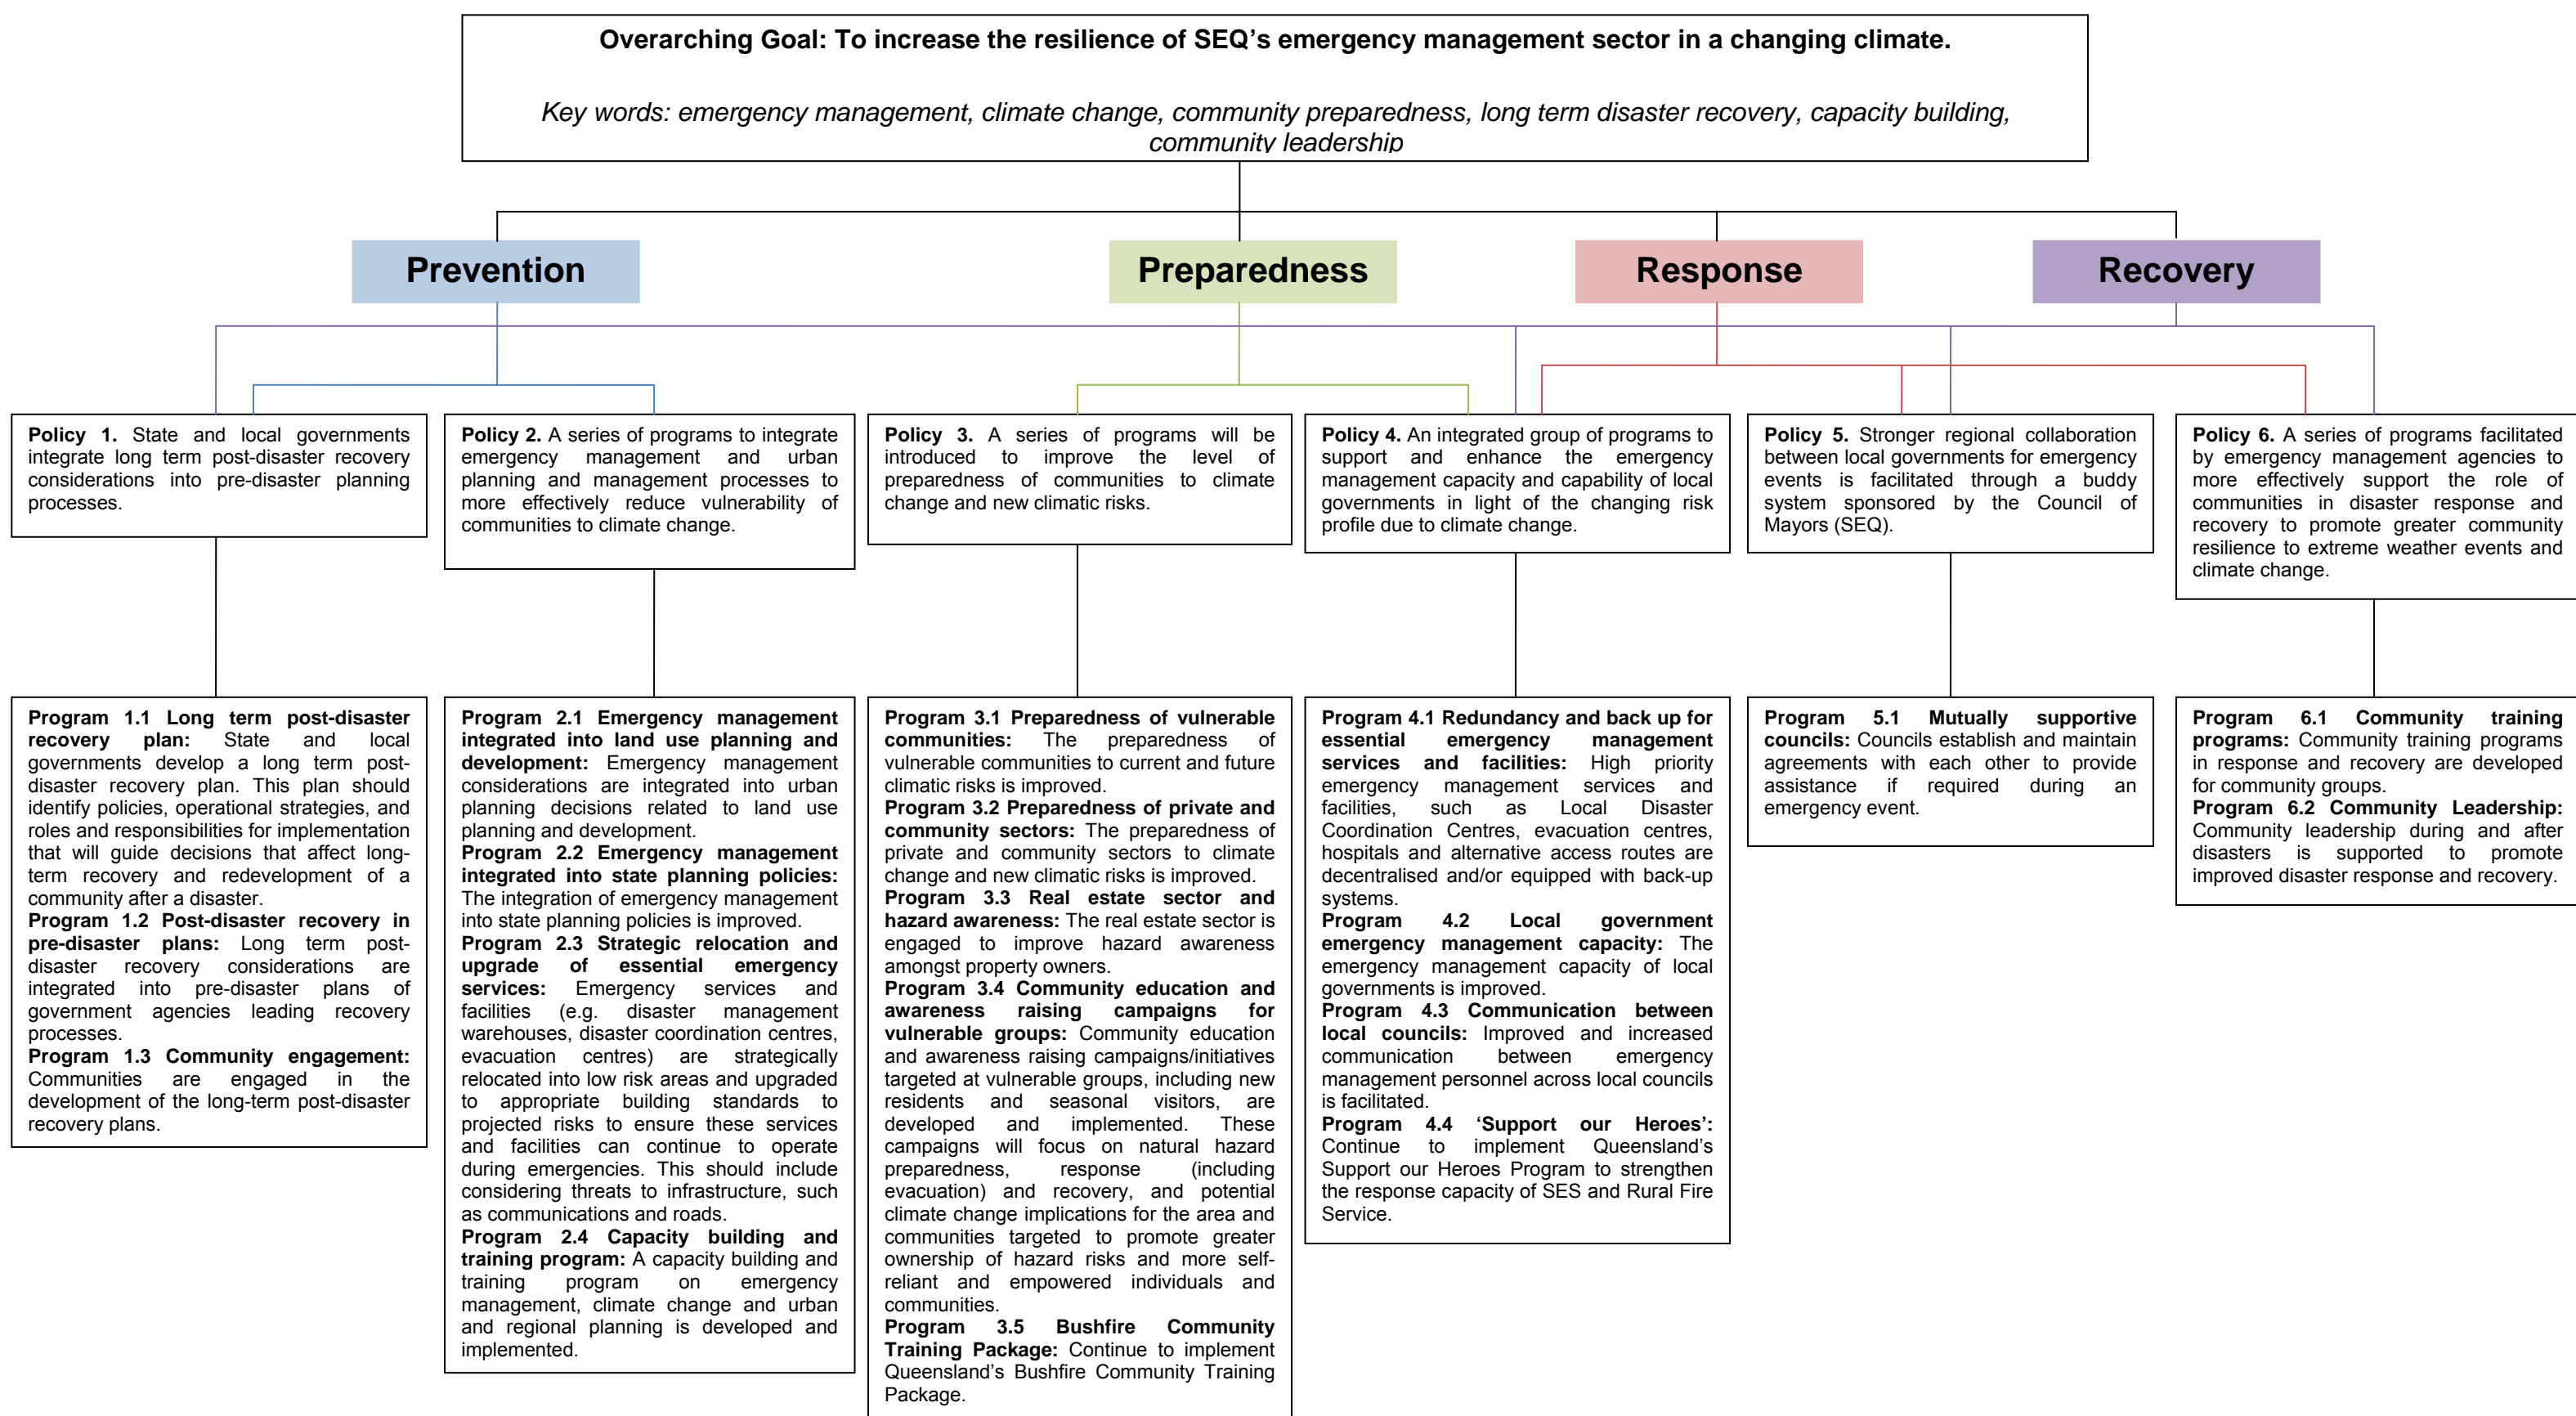 Overarching Goal: To increase the resilience of SEQ’s emergency management sector in a changing climate.
Key words: emergency management, climate change, community preparedness, long term disaster recovery, capacity building,
community leadership
Prevention
Preparedness
Response
Recovery
Policy 1. State and local governments
integrate long term post-disaster recovery
considerations into pre-disaster planning
processes.
Policy 2. A series of programs to integrate
emergency management and urban
planning and management processes to
more effectively reduce vulnerability of
communities to climate change.
Policy 3. A series of programs will be
introduced to improve the level of
preparedness of communities to climate
change and new climatic risks.
Policy 4. An integrated group of programs to
support and enhance the emergency
management capacity and capability of local
governments in light of the changing risk
profile due to climate change.
Policy 5. Stronger regional collaboration
between local governments for emergency
events is facilitated through a buddy
system sponsored by the Council of
Mayors (SEQ).
Policy 6. A series of programs facilitated
by emergency management agencies to
more effectively support the role of
communities in disaster response and
recovery to promote greater community
resilience to extreme weather events and
climate change.
Program 1.1 Long term post-disaster
recovery plan: State and local
governments develop a long term post-
disaster recovery plan. This plan should
identify policies, operational strategies, and
roles and responsibilities for implementation
that will guide decisions that affect long-
term recovery and redevelopment of a
community after a disaster.
Program 1.2 Post-disaster recovery in
pre-disaster plans: Long term post-
disaster recovery considerations are
integrated into pre-disaster plans of
government agencies leading recovery
processes.
Program 1.3 Community engagement:
Communities are engaged in the
development of the long-term post-disaster
recovery plans.
Program 2.1 Emergency management
integrated into land use planning and
development: Emergency management
considerations are integrated into urban
planning decisions related to land use
planning and development.
Program 2.2 Emergency management
integrated into state planning policies:
The integration of emergency management
into state planning policies is improved.
Program 2.3 Strategic relocation and
upgrade of essential emergency
services: Emergency services and
facilities (e.g. disaster management
warehouses, disaster coordination centres,
evacuation centres) are strategically
relocated into low risk areas and upgraded
to appropriate building standards to
projected risks to ensure these services
and facilities can continue to operate
during emergencies. This should include
considering threats to infrastructure, such
as communications and roads.
Program 2.4 Capacity building and
training program: A capacity building and
training program on emergency
management, climate change and urban
and regional planning is developed and
implemented.
Program 3.1 Preparedness of vulnerable
communities: The preparedness of
vulnerable communities to current and future
climatic risks is improved.
Program 3.2 Preparedness of private and
community sectors: The preparedness of
private and community sectors to climate
change and new climatic risks is improved.
Program 3.3 Real estate sector and
hazard awareness: The real estate sector is
engaged to improve hazard awareness
amongst property owners.
Program 3.4 Community education and
awareness raising campaigns for
vulnerable groups: Community education
and awareness raising campaigns/initiatives
targeted at vulnerable groups, including new
residents and seasonal visitors, are
developed and implemented. These
campaigns will focus on natural hazard
preparedness, response (including
evacuation) and recovery, and potential
climate change implications for the area and
communities targeted to promote greater
ownership of hazard risks and more self-
reliant and empowered individuals and
communities.
Program 3.5 Bushfire Community
Training Package: Continue to implement
Queensland’s Bushfire Community Training
Package.
Program 4.1 Redundancy and back up for
essential emergency management
services and facilities: High priority
emergency management services and
facilities, such as Local Disaster
Coordination Centres, evacuation centres,
hospitals and alternative access routes are
decentralised and/or equipped with back-up
systems.
Program 4.2 Local government
emergency management capacity: The
emergency management capacity of local
governments is improved.
Program 4.3 Communication between
local councils: Improved and increased
communication between emergency
management personnel across local councils
is facilitated.
Program 4.4 ‘Support our Heroes’:
Continue to implement Queensland’s
Support our Heroes Program to strengthen
the response capacity of SES and Rural Fire
Service.
Program 5.1 Mutually supportive
councils: Councils establish and maintain
agreements with each other to provide
assistance if required during an
emergency event.
Program 6.1 Community training
programs: Community training programs
in response and recovery are developed
for community groups.
Program 6.2 Community Leadership:
Community leadership during and after
disasters is supported to promote
improved disaster response and recovery.